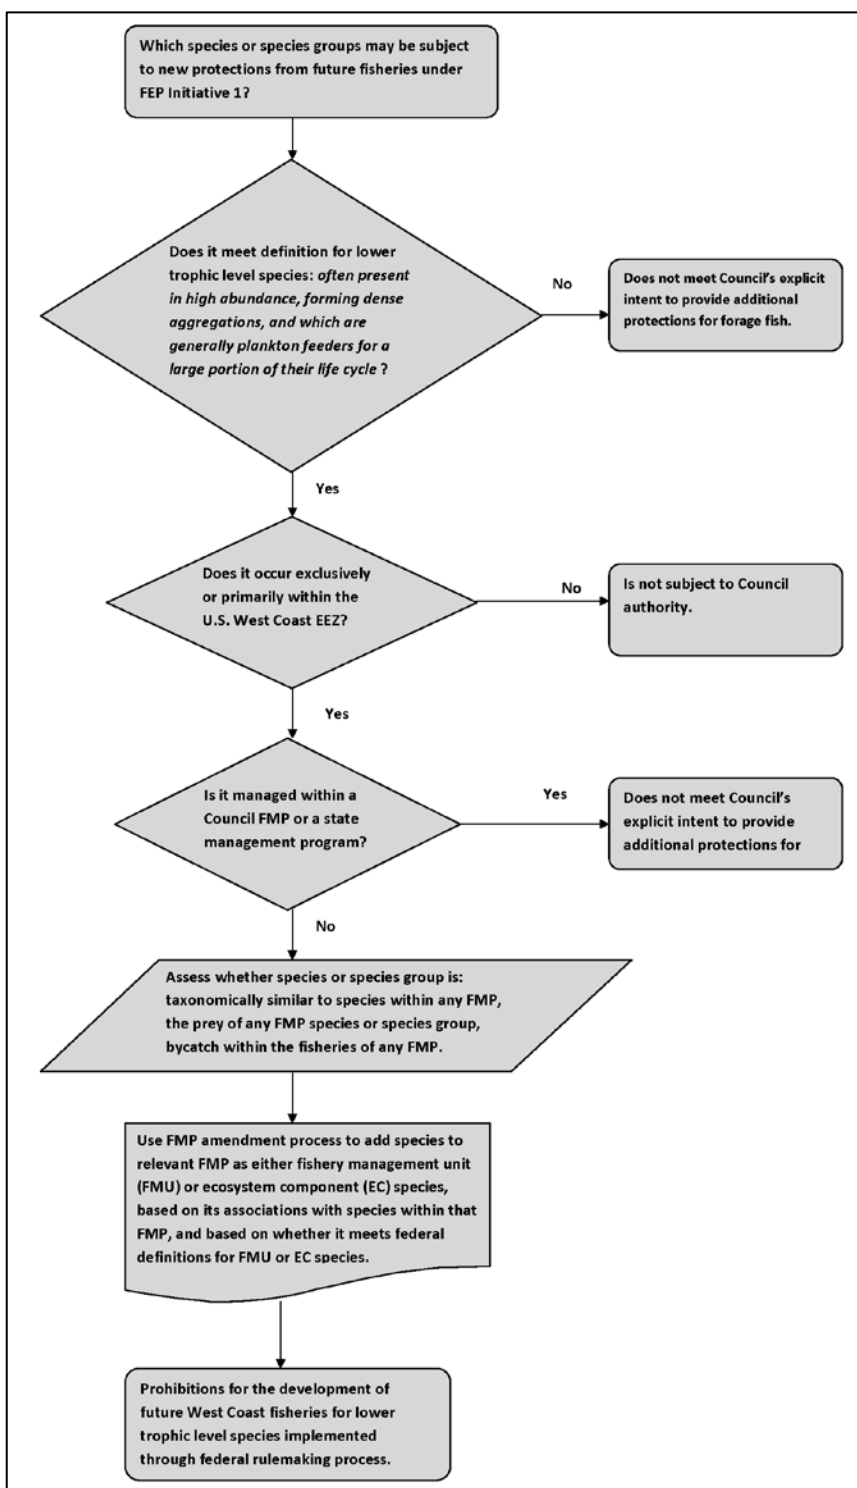 Which species or species groups may be subject
to new protections from future fisheries under
FEP Initiative 1?
Does it meet definition for lower
trophic level species: often present
in high abundance, forming dense
aggregations, and which are
generally plankton feeders for a
large portion of their life cycle ?
No
Does not meet Council's explicit
intent to provide additional
protections for forage fish.
Yes
Does it occur exclusively
or primarily within the
U.S. West Coast EEZ?
No
Is not subject to Council
authority.
Yes
Is it managed within a
Council FMP or a state
management program?
Yes
Does not meet Council's
explicit intent to provide
additional protections for
No
Assess whether species or species group is:
taxonomically similar to species within any FMP,
the prey of any FMP species or species group,
bycatch within the fisheries of any FMP.
Use FMP amendment process to add species to
relevant FMP as either fishery management unit
(FMU) or ecosystem component (EC) species,
based on its associations with species within that
FMP, and based on whether it meets federal
definitions for FMU or EC species.
Prohibitions for the development of
future West Coast fisheries for lower
trophic level species implemented
through federal rulemaking process.